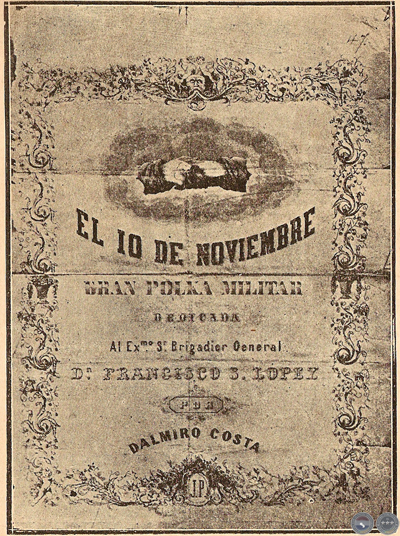 47
EL 10 DE NOVIEMBRE
GRAN POLKA MILITAR
DEDICADA
Al Exmo Sr. Brigadier General
Dn. FRANCISCO S. LOPEZ
POR
DALMIRO COSTA